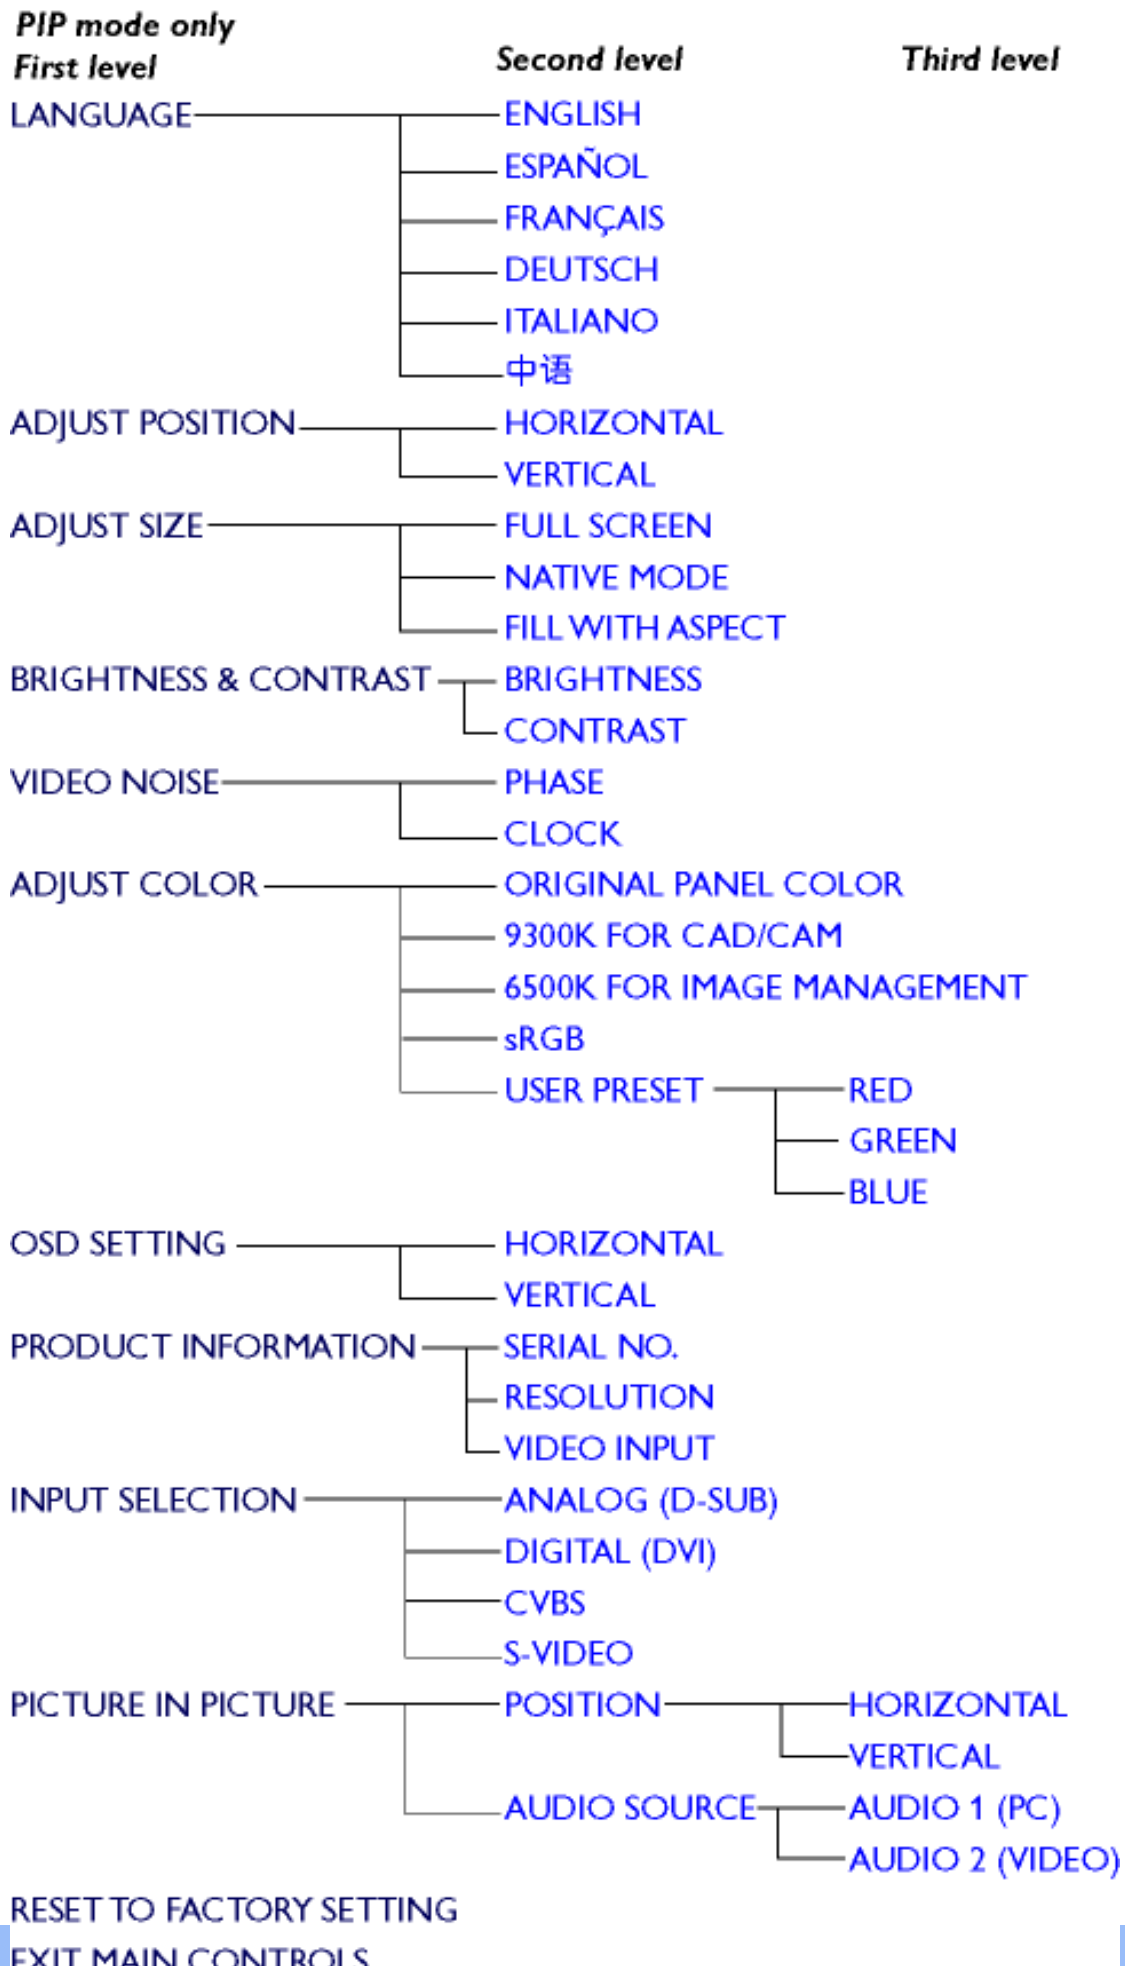 PIP mode only
First level Second level Third level
LANGUAGE ENGLISH
ESPAÑOL
FRANÇAIS
DEUTSCH
ITALIANO
中语
ADJUST POSITION HORIZONTAL
VERTICAL
ADJUST SIZE FULL SCREEN
NATIVE MODE
FILL WITH ASPECT
BRIGHTNESS & CONTRAST BRIGHTNESS
CONTRAST
VIDEO NOISE PHASE
CLOCK
ADJUST COLOR ORIGINAL PANEL COLOR
9300K FOR CAD/CAM
6500K FOR IMAGE MANAGEMENT
sRGB
USER PRESET RED
GREEN
BLUE
OSD SETTING HORIZONTAL
VERTICAL
PRODUCT INFORMATION SERIAL NO.
RESOLUTION
VIDEO INPUT
INPUT SELECTION ANALOG (D-SUB)
DIGITAL (DVI)
CVBS
S-VIDEO
PICTURE IN PICTURE POSITION HORIZONTAL
VERTICAL
AUDIO SOURCE AUDIO 1 (PC)
AUDIO 2 (VIDEO)
RESET TO FACTORY SETTING
EXIT MAIN CONTROLS